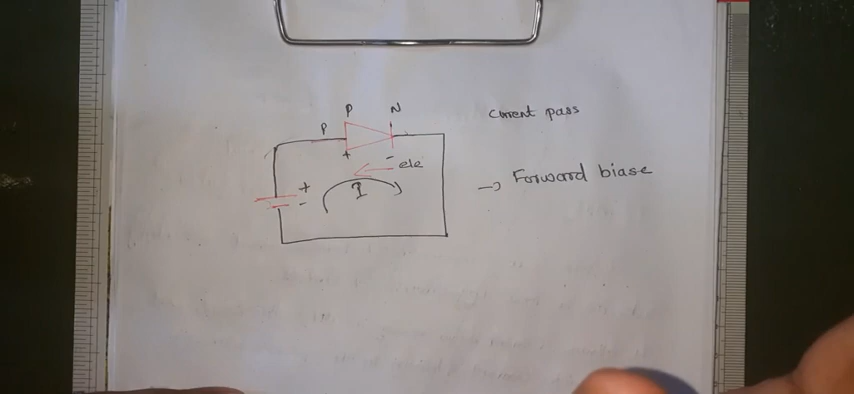 P N
Current pass
P
+ -
ele
+
I
-
→ Forward biase